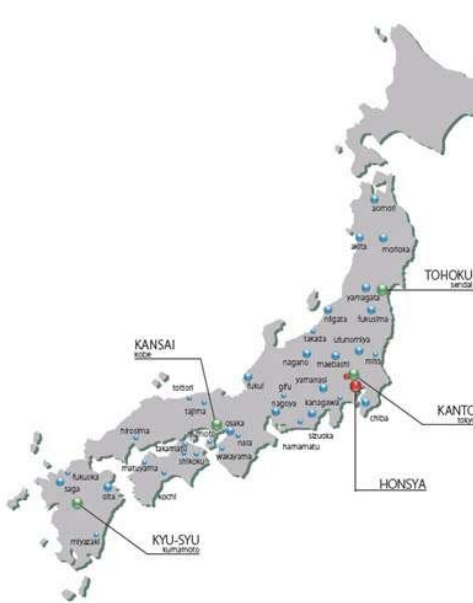 aomori
akita
morioka
TOHOKU
sendai
yamagata
niigata
fukusima
takada
utunomiya
nagano
maebashi
mito
KANSAI
kobe
fukui
gifu
yamanasi
tottori
tajima
nagoya
kanagawa
KANTO
tokyo
chiba
hirosima
osaka
nara
sizuoka
hamamatu
takamatu
wakayama
matuyama
shikoku
HONSYA
fukuoka
saga
oita
kochi
miyazaki
KYU-SYU
kumamoto